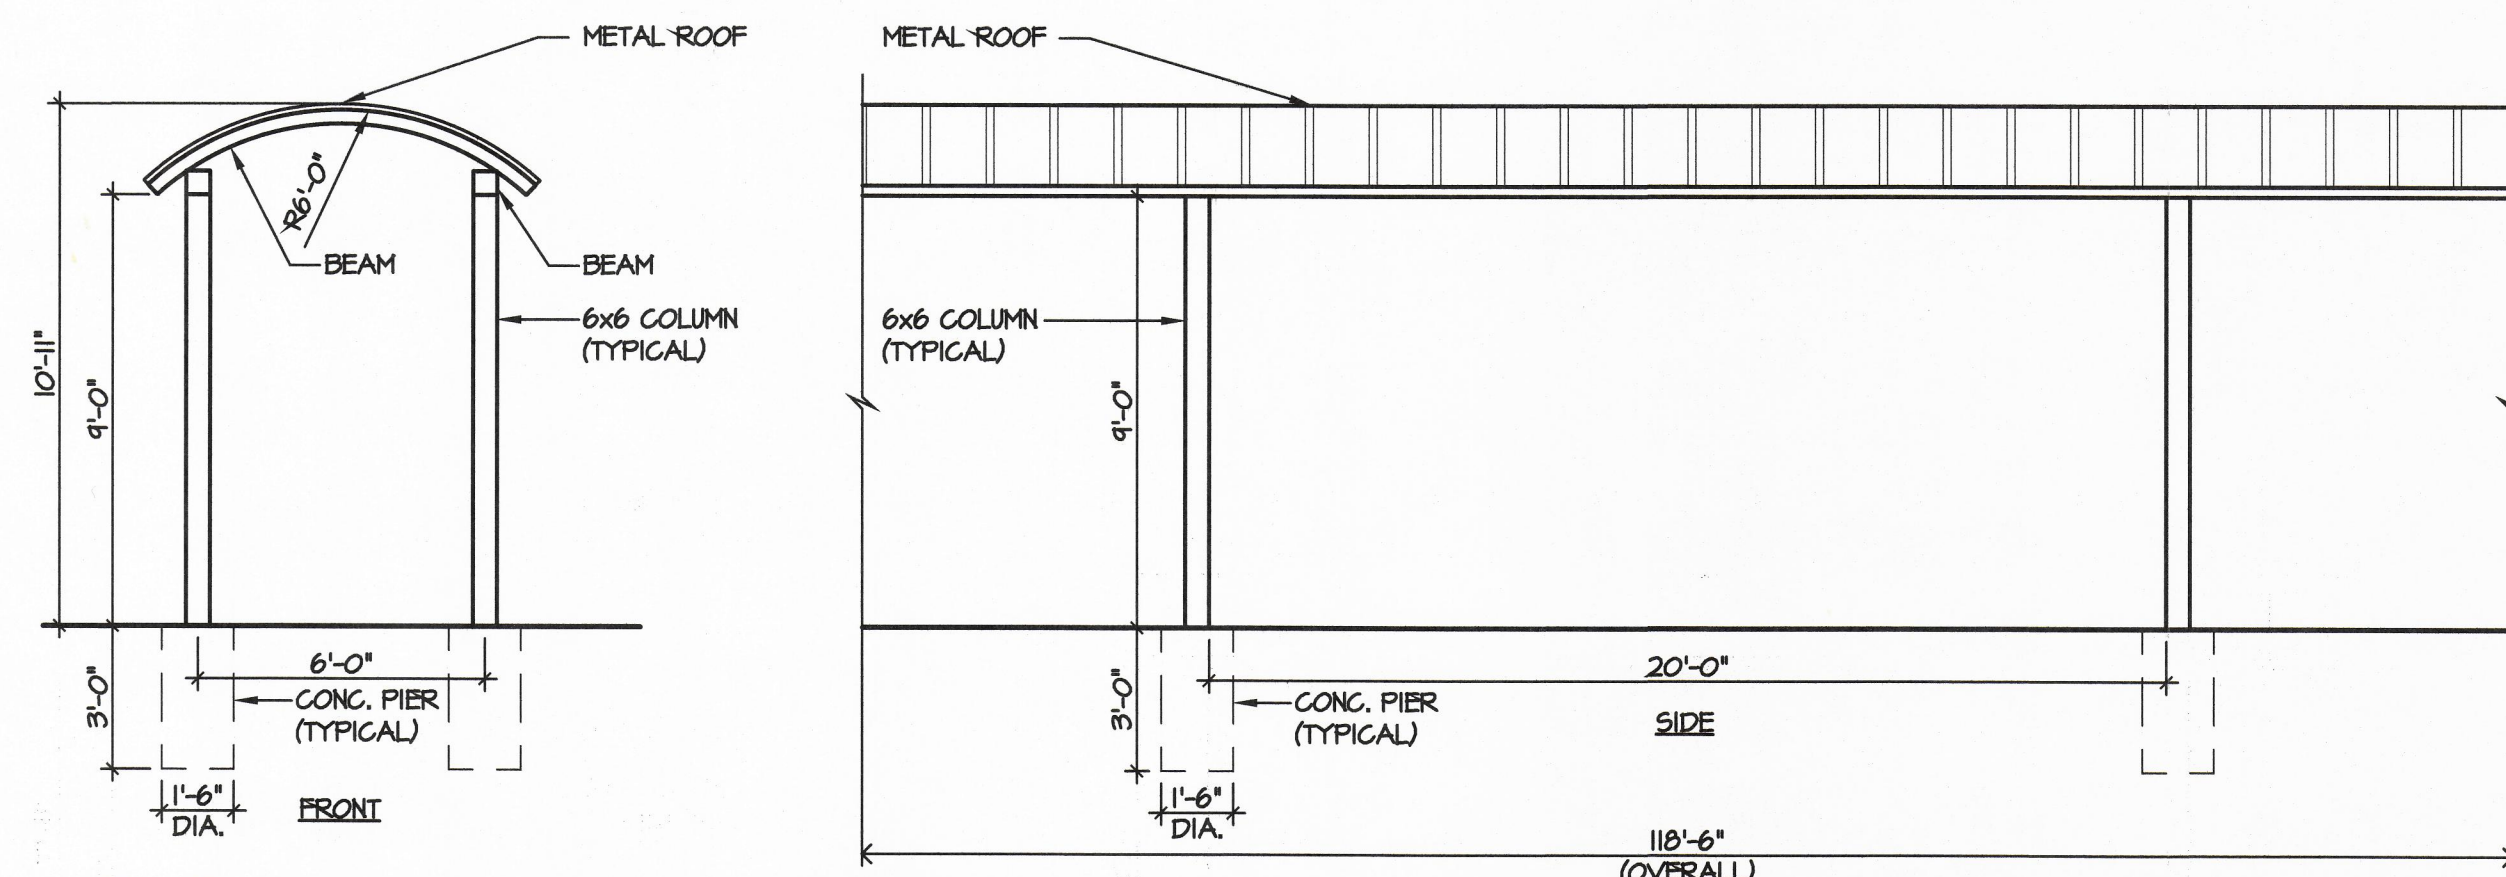 METAL ROOF
R6'-0"
BEAM
BEAM
6x6 COLUMN
(TYPICAL)
10'-11"
9'-0"
3'-0"
6'-0"
CONC. PIER
(TYPICAL)
1'-6"
DIA.
FRONT
METAL ROOF
6x6 COLUMN
(TYPICAL)
9'-0"
3'-0"
20'-0"
CONC. PIER
(TYPICAL)
SIDE
1'-6"
DIA.
118'-6"
(OVERALL)